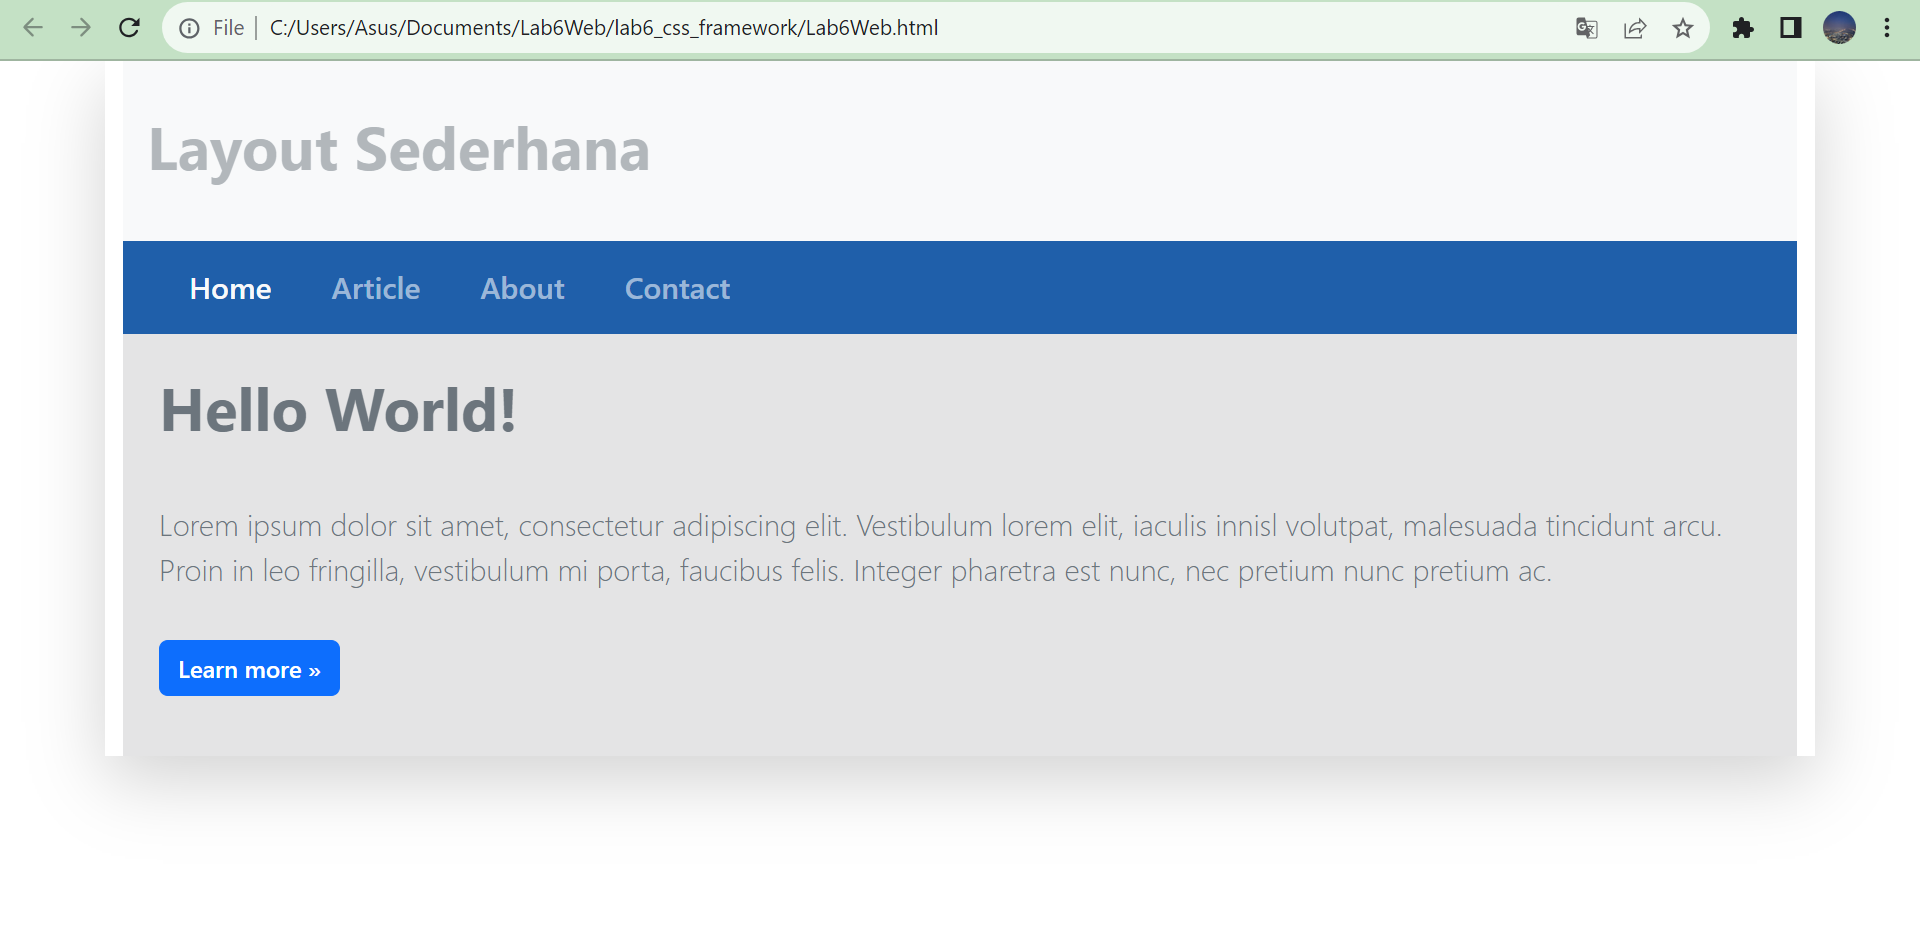 File C:/Users/Asus/Documents/Lab6Web/lab6_css_framework/Lab6Web.html
Layout Sederhana
Home Article About Contact
Hello World!
Lorem ipsum dolor sit amet, consectetur adipiscing elit. Vestibulum lorem elit, iaculis innisl volutpat, malesuada tincidunt arcu.
Proin in leo fringilla, vestibulum mi porta, faucibus felis. Integer pharetra est nunc, nec pretium nunc pretium ac.
Learn more »